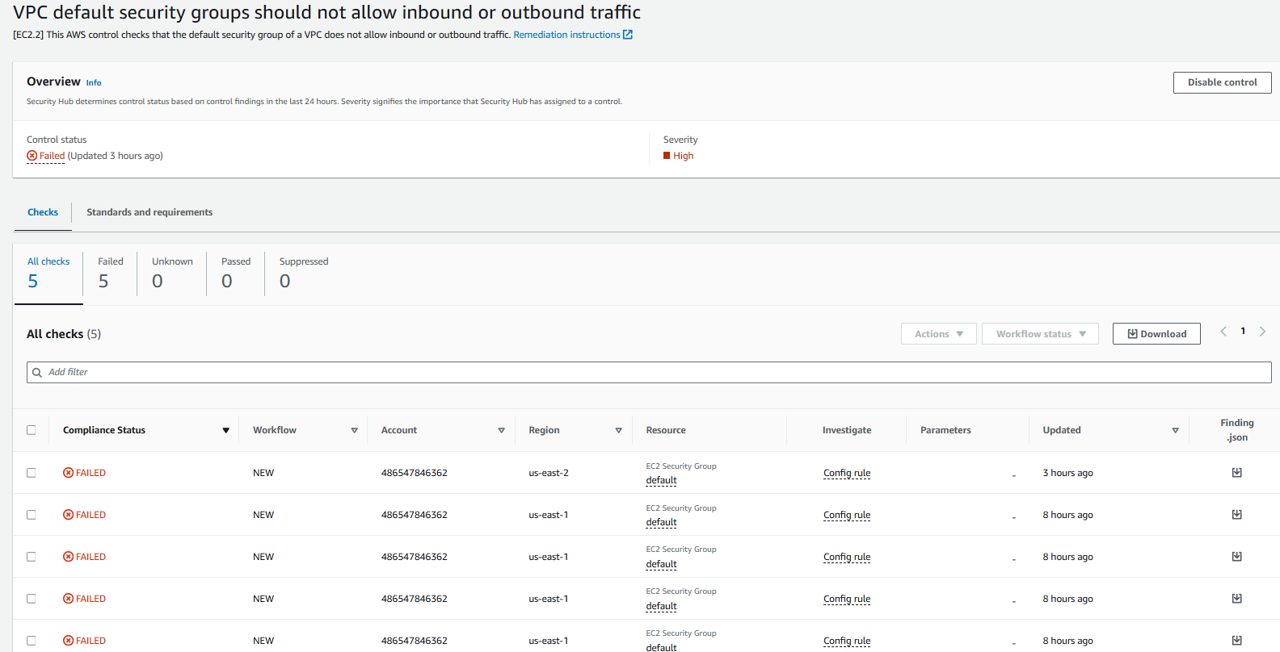 VPC default security groups should not allow inbound or outbound traffic
[EC2.2] This AWS control checks that the default security group of a VPC does not allow inbound or outbound traffic. Remediation instructions
Overview Info
Disable control
Security Hub determines control status based on control findings in the last 24 hours. Severity signifies the importance that Security Hub has assigned to a control.
Control status
Failed (Updated 3 hours ago)
Severity
High
Checks Standards and requirements
All checks Failed Unknown Passed Suppressed
5 5 0 0 0
All checks (5)
Actions Workflow status Download 1
Add filter
Compliance Status Workflow Account Region Resource Investigate Parameters Updated Finding .json
FAILED NEW 486547846362 us-east-2 EC2 Security Group default Config rule - 3 hours ago
FAILED NEW 486547846362 us-east-1 EC2 Security Group default Config rule - 8 hours ago
FAILED NEW 486547846362 us-east-1 EC2 Security Group default Config rule - 8 hours ago
FAILED NEW 486547846362 us-east-1 EC2 Security Group default Config rule - 8 hours ago
FAILED NEW 486547846362 us-east-1 EC2 Security Group default Config rule - 8 hours ago